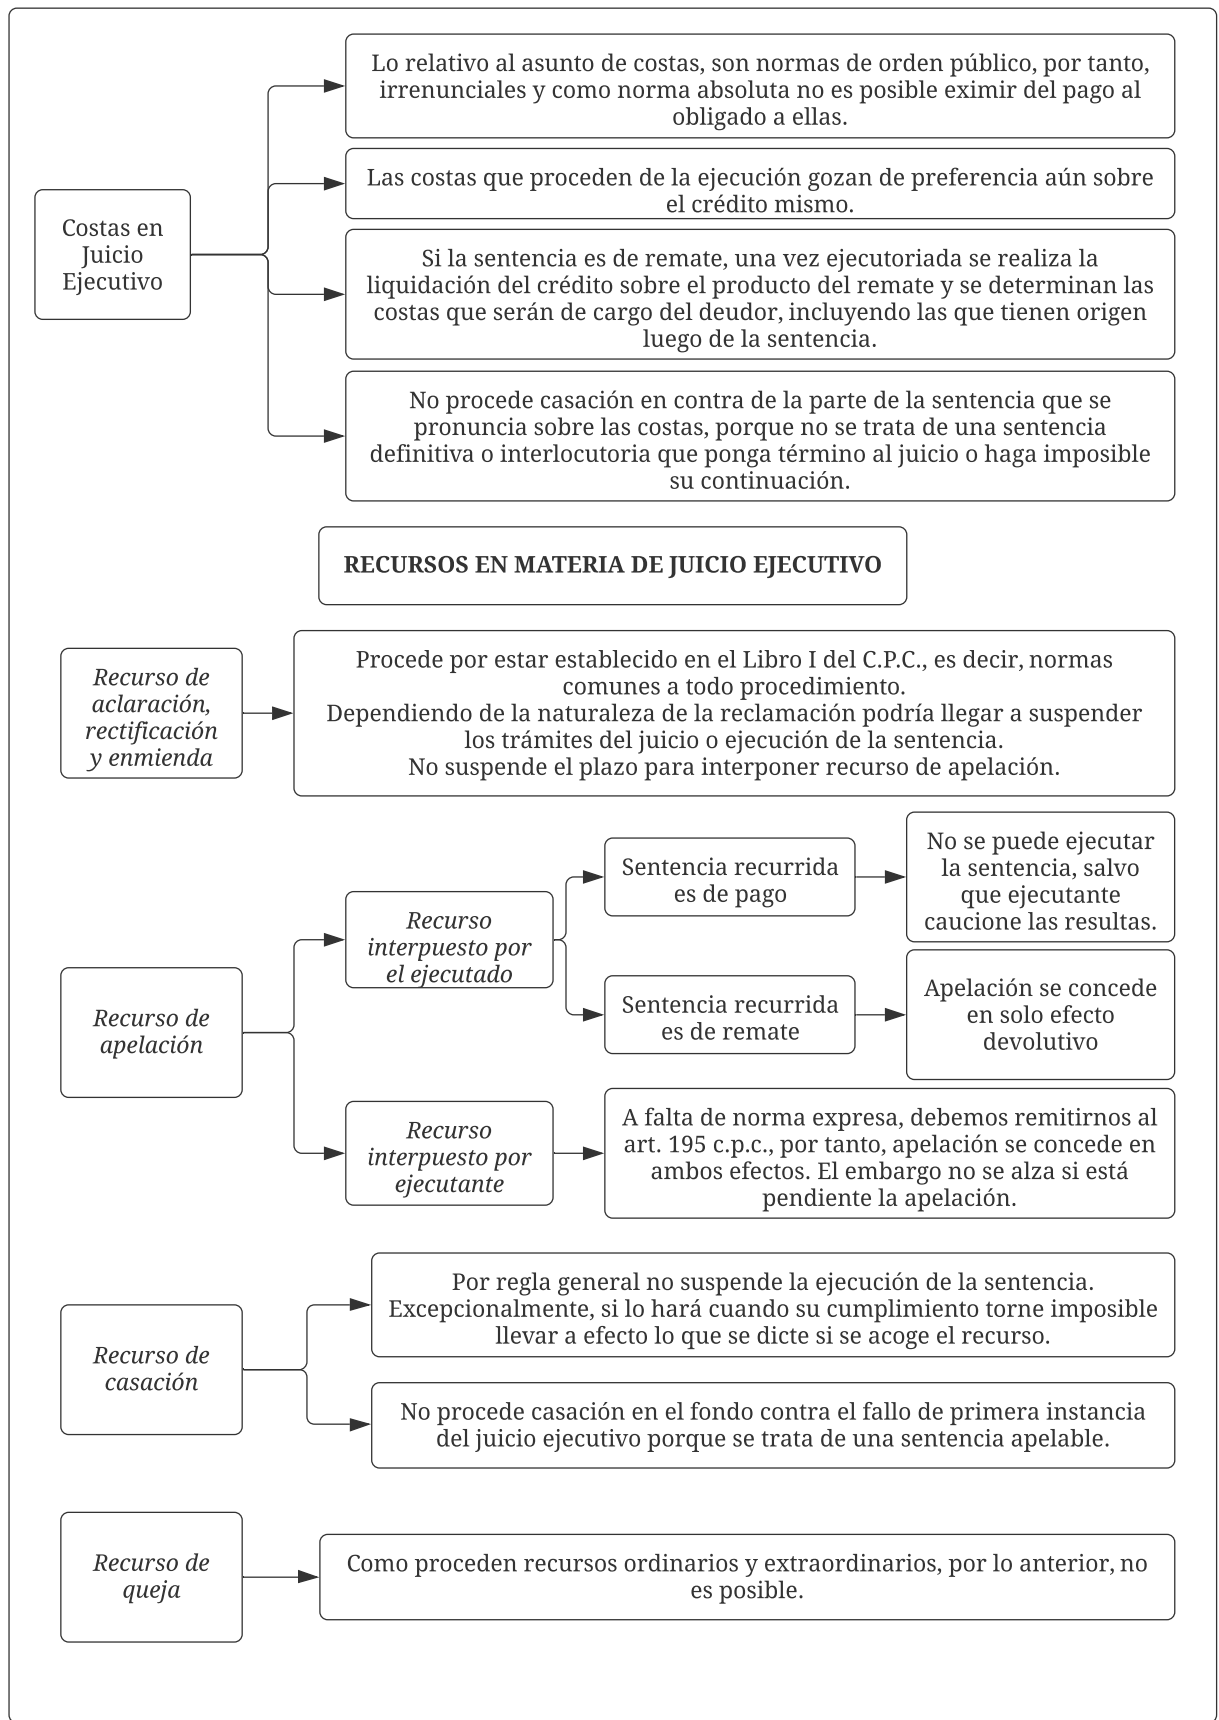 Lo relativo al asunto de costas, son normas de orden público, por tanto,
irrenunciales y como norma absoluta no es posible eximir del pago al
obligado a ellas.
Las costas que proceden de la ejecución gozan de preferencia aún sobre
el crédito mismo.
Costas en
Juicio
Ejecutivo
Si la sentencia es de remate, una vez ejecutoriada se realiza la
liquidación del crédito sobre el producto del remate y se determinan las
costas que serán de cargo del deudor, incluyendo las que tienen origen
luego de la sentencia.
No procede casación en contra de la parte de la sentencia que se
pronuncia sobre las costas, porque no se trata de una sentencia
definitiva o interlocutoria que ponga término al juicio o haga imposible
su continuación.
RECURSOS EN MATERIA DE JUICIO EJECUTIVO
Recurso de
aclaración,
rectificación
y enmienda
Procede por estar establecido en el Libro I del C.P.C., es decir, normas
comunes a todo procedimiento.
Dependiendo de la naturaleza de la reclamación podría llegar a suspender
los trámites del juicio o ejecución de la sentencia.
No suspende el plazo para interponer recurso de apelación.
Recurso de
apelación
Recurso
interpuesto por
el ejecutado
Sentencia recurrida
es de pago
No se puede ejecutar
la sentencia, salvo
que ejecutante
caucione las resultas.
Sentencia recurrida
es de remate
Apelación se concede
en solo efecto
devolutivo
Recurso
interpuesto por
ejecutante
A falta de norma expresa, debemos remitirnos al
art. 195 c.p.c., por tanto, apelación se concede en
ambos efectos. El embargo no se alza si está
pendiente la apelación.
Recurso de
casación
Por regla general no suspende la ejecución de la sentencia.
Excepcionalmente, si lo hará cuando su cumplimiento torne imposible
llevar a efecto lo que se dicte si se acoge el recurso.
No procede casación en el fondo contra el fallo de primera instancia
del juicio ejecutivo porque se trata de una sentencia apelable.
Recurso de
queja
Como proceden recursos ordinarios y extraordinarios, por lo anterior, no
es posible.